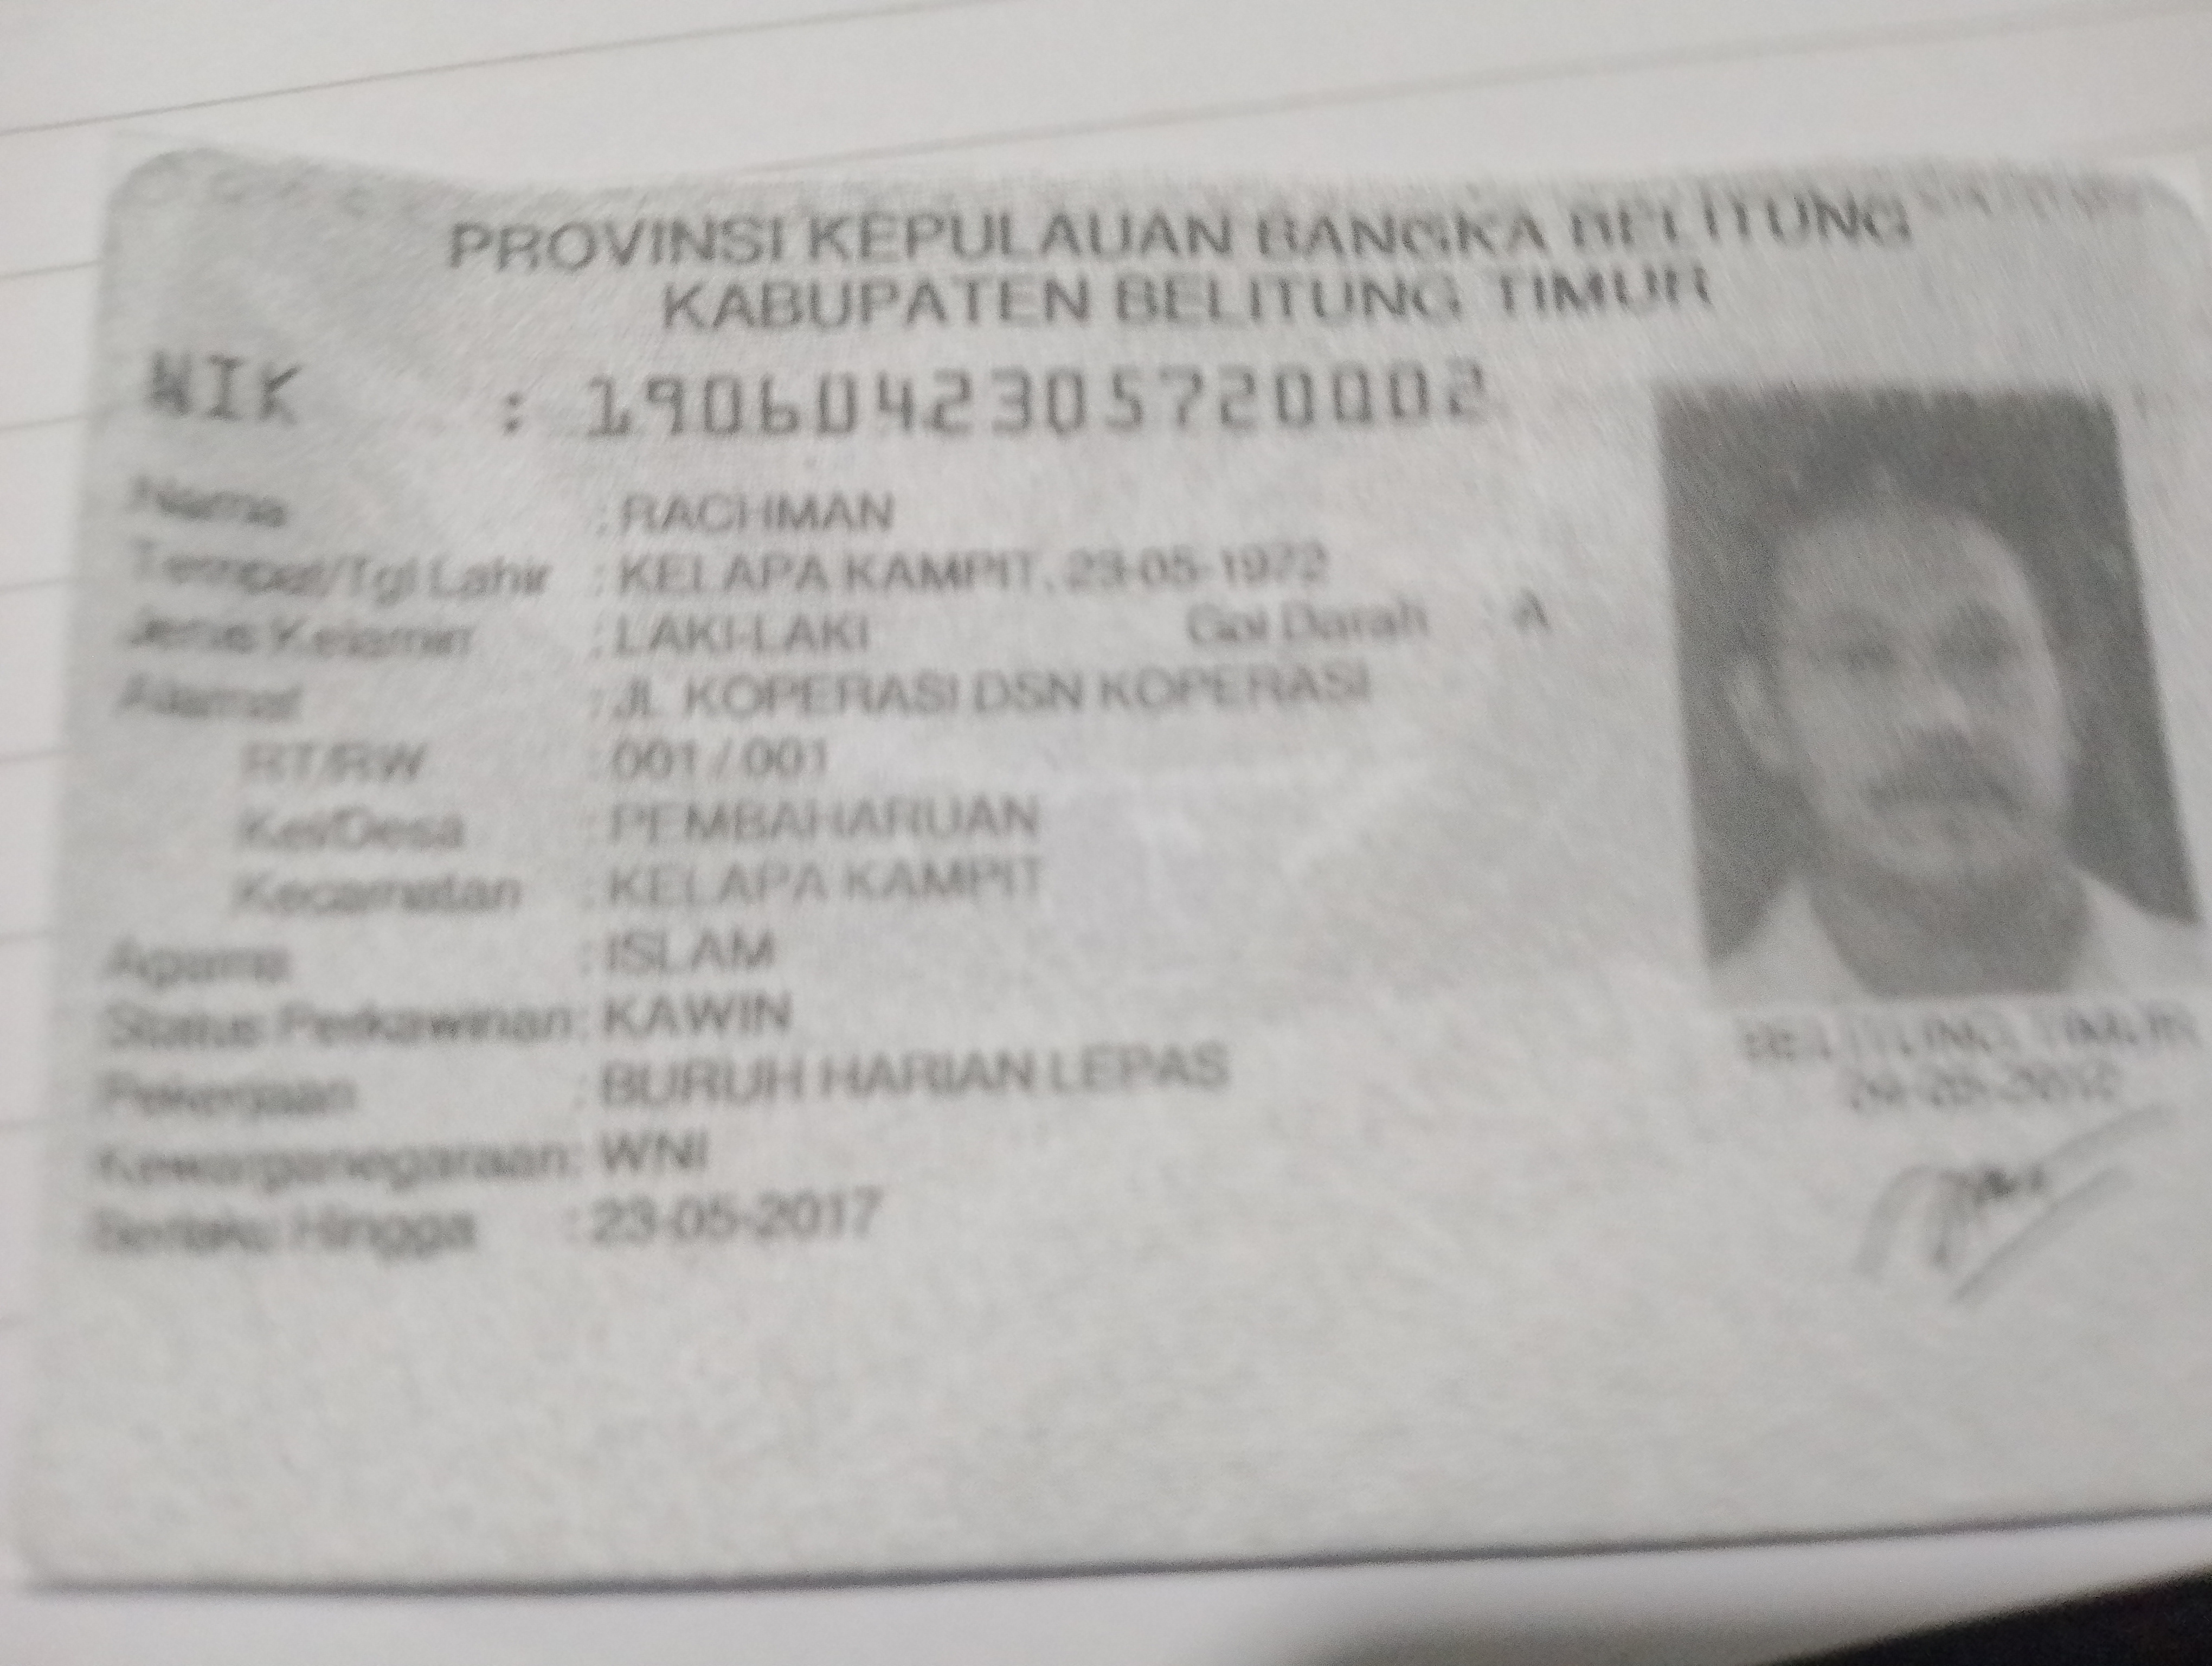 PROVINSI KEPULAUAN BANGKA BELITUNG
KABUPATEN BELITUNG TIMUR
NIK : 1906042305720002
Nama : RACHMAN
Tempat/Tgl Lahir : KELAPA KAMPIT, 23-05-1972
Jenis Kelamin : LAKI-LAKI Gol Darah : A
Alamat : JL. KOPERASI DSN KOPERASI
RT/RW : 001 / 001
Kel/Desa : PEMBAHARUAN
Kecamatan : KELAPA KAMPIT
Agama : ISLAM
Status Perkawinan: KAWIN
Pekerjaan : BURUH HARIAN LEPAS
Kewarganegaraan: WNI
Berlaku Hingga : 23-05-2017
BELITUNG TIMUR